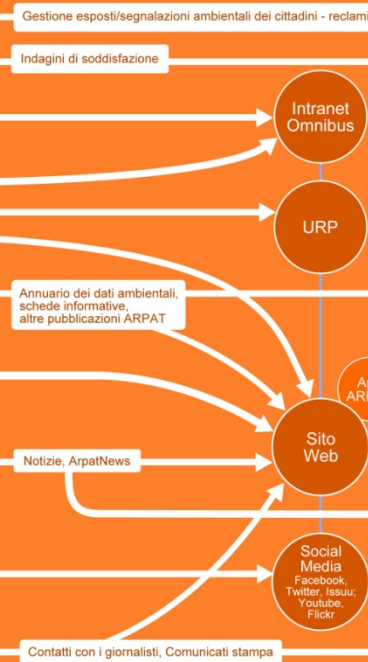 Gestione esposti/segnalazioni ambientali dei cittadini - reclami
Indagini di soddisfazione
Intranet
Omnibus
URP
Annuario dei dati ambientali,
schede informative,
altre pubblicazioni ARPAT
Sito
Web
Notizie, ArpatNews
Social
Media
Facebook,
Twitter, Issuu;
Youtube,
Flickr
Contatti con i giornalisti, Comunicati stampa